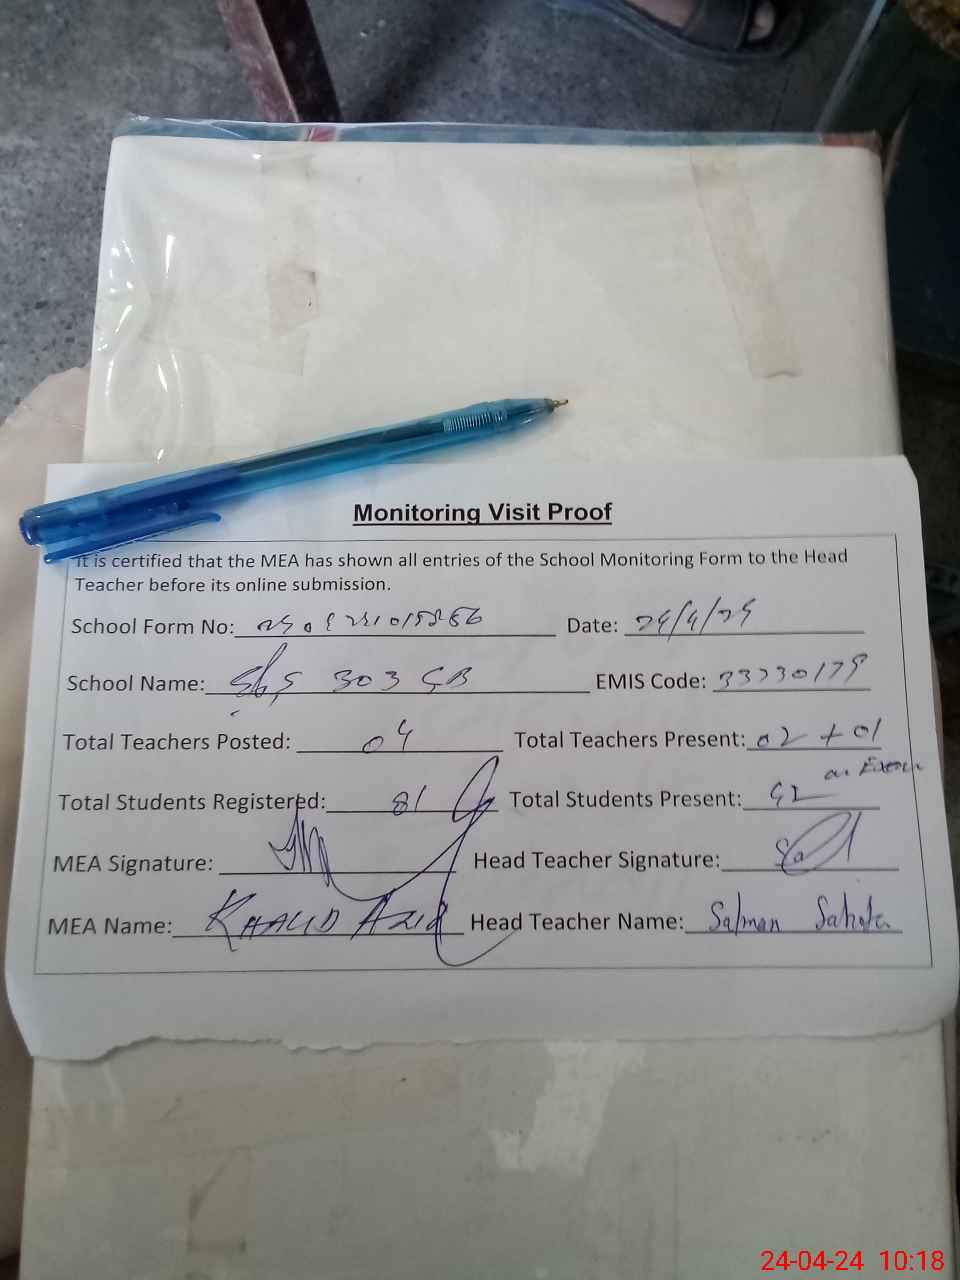 Monitoring Visit Proof
It is certified that the MEA has shown all entries of the School Monitoring Form to the Head
Teacher before its online submission.
School Form No: Date: 24/4/24
School Name: 303 GB EMIS Code: 33230179
Total Teachers Posted: 04 Total Teachers Present: 02 + 01
on Exam
Total Students Registered: 81 Total Students Present:
MEA Signature: Head Teacher Signature:
MEA Name: KHALID AZIZ Head Teacher Name: Salman
24-04-24 10:18